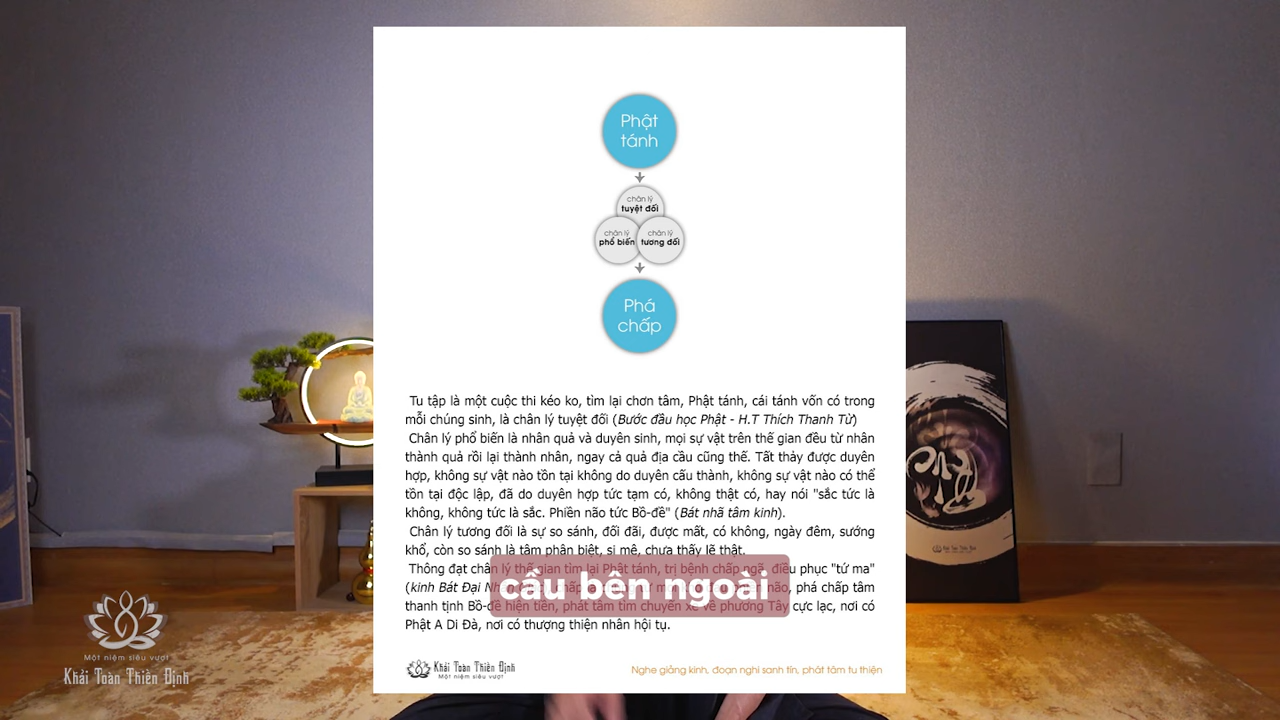 Phật
tánh
chân lý
tuyệt đối
chân lý
phổ biến
chân lý
tương đối
Phá
chấp
Tu tập là một cuộc thi kéo ko, tìm lại chơn tâm, Phật tánh, cái tánh vốn có trong
mỗi chúng sinh, là chân lý tuyệt đối (Bước đầu học Phật - H.T Thích Thanh Từ)
Chân lý phổ biến là nhân quả và duyên sinh, mọi sự vật trên thế gian đều từ nhân
thành quả rồi lại thành nhân, ngay cả quả địa cầu cũng thế. Tất thảy được duyên
hợp, không sự vật nào tồn tại không do duyên cấu thành, không sự vật nào có thể
tồn tại độc lập, đã do duyên hợp tức tạm có, không thật có, hay nói "sắc tức là
không, không tức là sắc. Phiền não tức Bồ-đề" (Bát nhã tâm kinh).
Chân lý tương đối là sự so sánh, đối đãi, được mất, có không, ngày đêm, sướng
khổ, còn so sánh là tâm phân biệt, si mê, chưa thấy lẽ thật.
Thông đạt chân lý thế gian tìm lại Phật tánh, trị bệnh chấp ngã, điều phục "tứ ma"
(kinh Bát Đại não, phá chấp tâm
thanh tịnh Bồ-đề hiện tiền, phát tâm tìm chuyến xe về phương Tây cực lạc, nơi có
Phật A Di Đà, nơi có thượng thiện nhân hội tụ.
cầu bên ngoài
Khải Toàn Thiền Định
Một niệm siêu vượt
Nghe giảng kinh, đoạn nghi sanh tín, phát tâm tu thiện
Một niệm siêu vượt
Khải Toàn Thiền Định
Khải Toàn Thiền Định